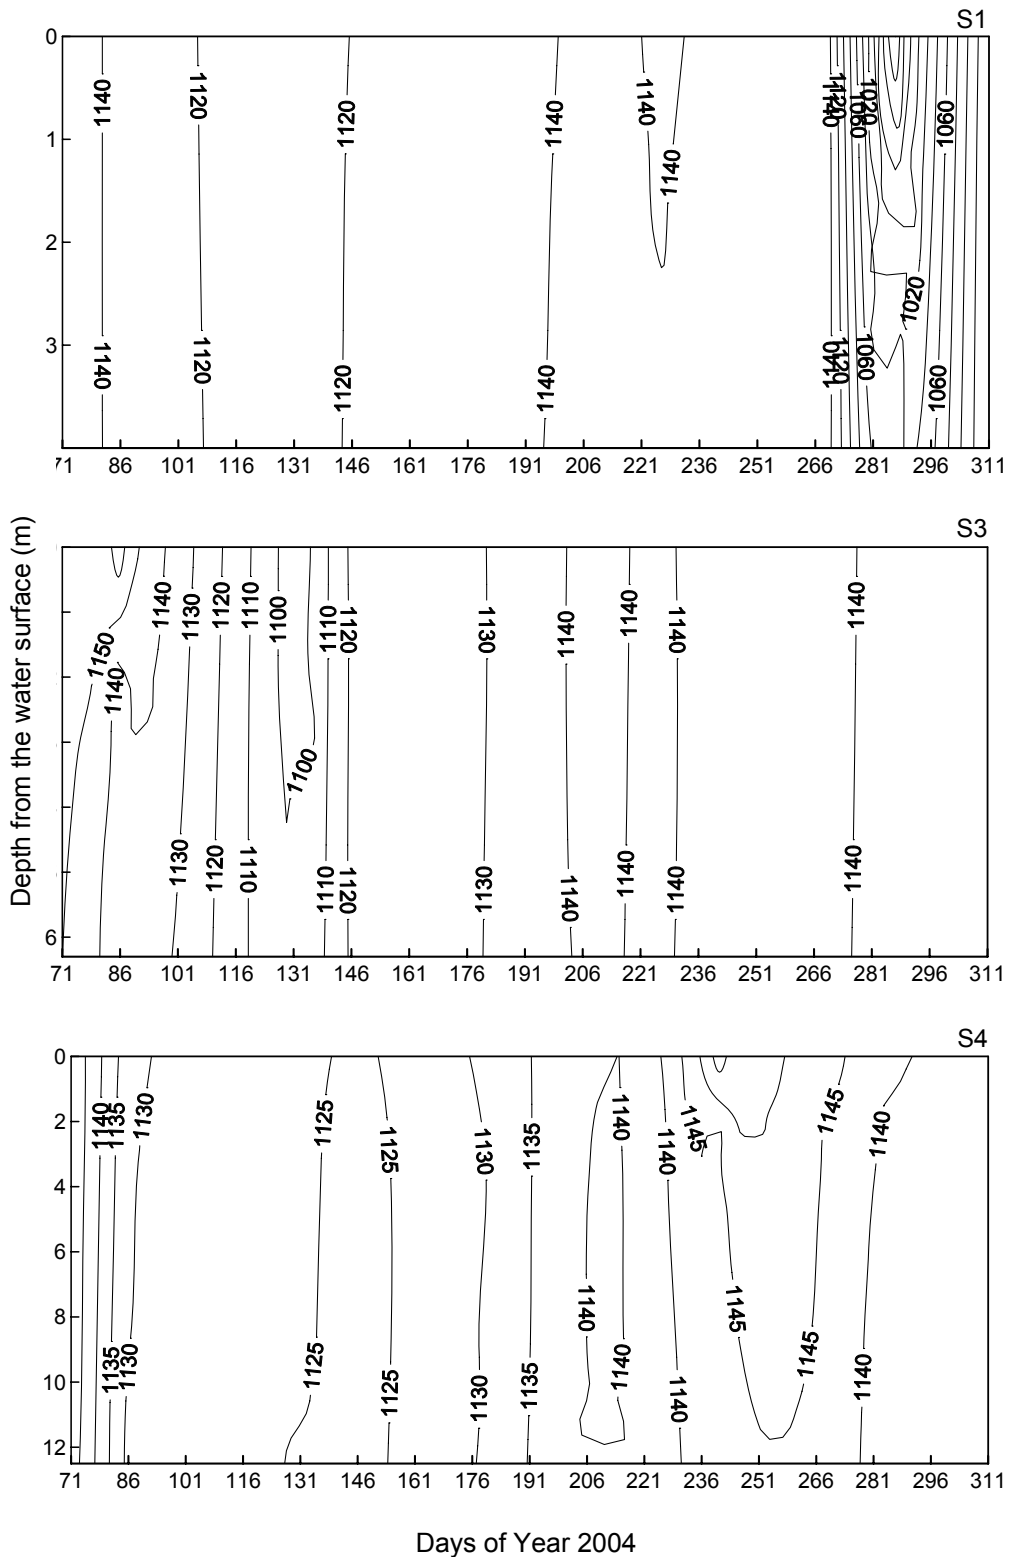 S1
0
1140 1120 1120 1140 1140 1140 1140 1120 1060 1020 1060
1
2
1020
3
1140 1120 1120 1140 1140 1120 1060 1060
71 86 101 116 131 146 161 176 191 206 221 236 251 266 281 296 311
S3
Depth from the water surface (m)
1140 1130 1120 1110 1100 1110 1120 1130 1140 1140 1140 1140
1150
1140
1100
1130 1120 1110 1110 1120 1130 1140 1140 1140 1140
6
71 86 101 116 131 146 161 176 191 206 221 236 251 266 281 296 311
S4
0
1140 1135 1130 1125 1125 1130 1135 1140 1140 1145 1145 1140
2
4
6
8
1140 1145
1135 1130 1125 1125 1130 1135 1140 1140 1145 1140
10
12
71 86 101 116 131 146 161 176 191 206 221 236 251 266 281 296 311
Days of Year 2004